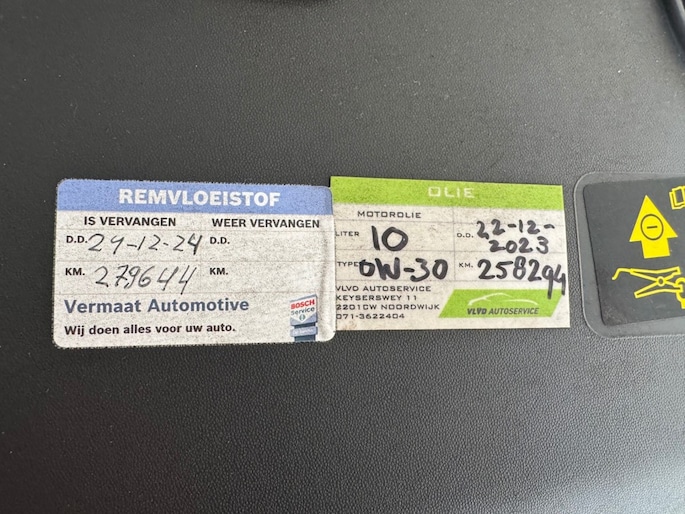 REMVLOEISTOF
IS VERVANGEN WEER VERVANGEN
D.D. 24-12-24 D.D.
KM. 279644 KM.
Vermaat Automotive
Wij doen alles voor uw auto.
BOSCH
Service
OLIE
MOTOROLIE
LITER 10 D.D. 22-12-2023
TYPE 0W-30 KM. 258294
VLVD AUTOSERVICE
KEYSERSWEY 11
2201CW NOORDWIJK
071-3622404
VLVD AUTOSERVICE